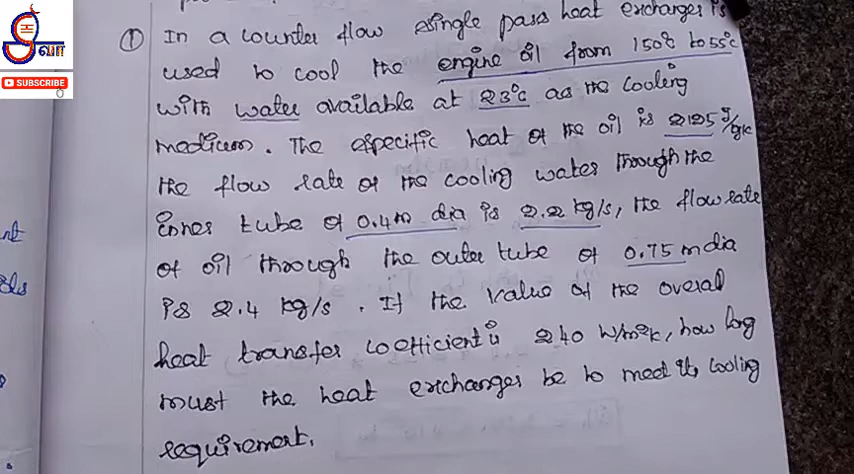 சிவா
SUBSCRIBE
① In a counter flow single pass heat exchanger is
used to cool the engine oil from 150°c to 55°c
with water available at 23°c as the cooling
medium. The specific heat of the oil is 2125 J/kgK
the flow rate of the cooling water through the
inner tube of 0.4m dia is 2.2 kg/s, the flow rate
of oil through the outer tube of 0.75 m dia
is 2.4 kg/s. If the value of the overall
heat transfer coefficient is 240 W/m²k, how long
must the heat exchanger be to meet its cooling
requirement.